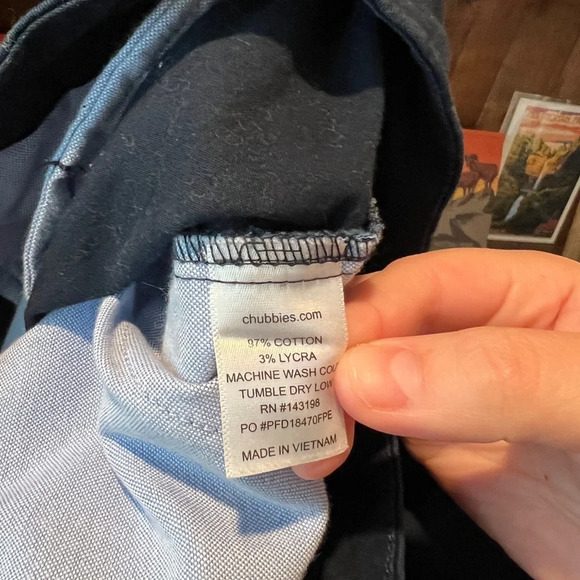 chubbies.com
97% COTTON
3% LYCRA
MACHINE WASH
TUMBLE DRY LOW
RN #143198
PO #PFD18470FPE
MADE IN VIETNAM